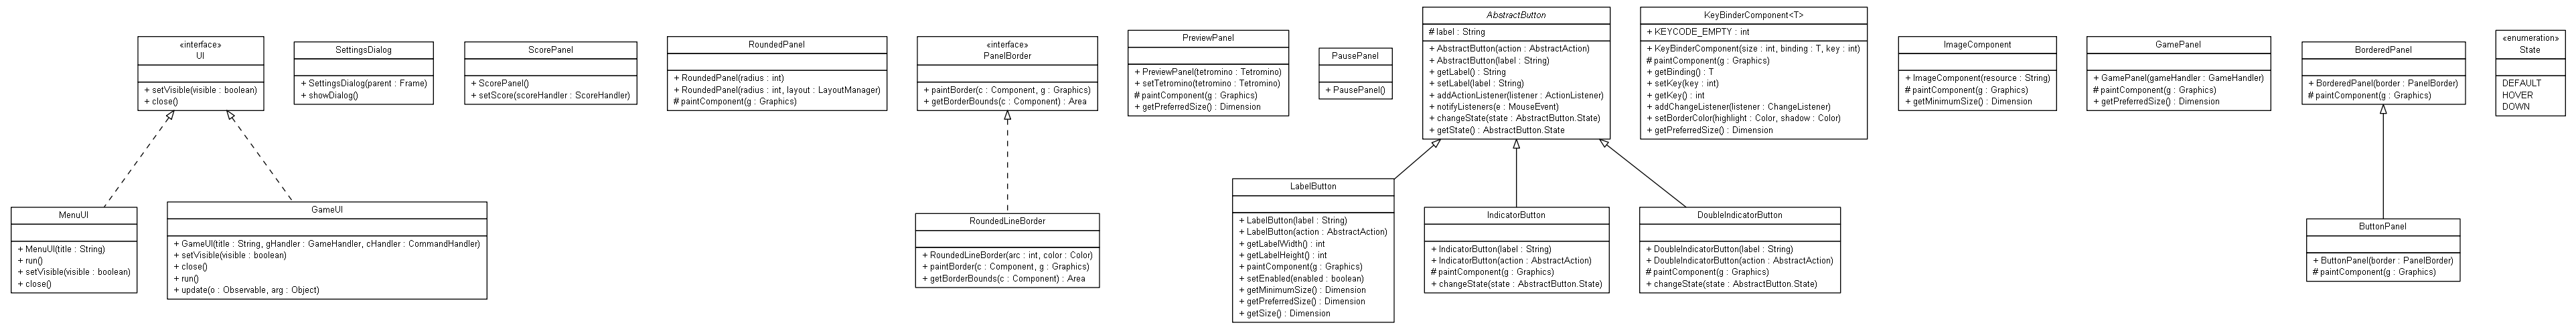 «interface»
UI
+ setVisible(visible : boolean)
+ close()
SettingsDialog
+ SettingsDialog(parent : Frame)
+ showDialog()
ScorePanel
+ ScorePanel()
+ setScore(scoreHandler : ScoreHandler)
RoundedPanel
+ RoundedPanel(radius : int)
+ RoundedPanel(radius : int, layout : LayoutManager)
# paintComponent(g : Graphics)
«interface»
PanelBorder
+ paintBorder(c : Component, g : Graphics)
+ getBorderBounds(c : Component) : Area
PreviewPanel
+ PreviewPanel(tetromino : Tetromino)
+ setTetromino(tetromino : Tetromino)
# paintComponent(g : Graphics)
+ getPreferredSize() : Dimension
PausePanel
+ PausePanel()
AbstractButton
# label : String
+ AbstractButton(action : AbstractAction)
+ AbstractButton(label : String)
+ getLabel() : String
+ setLabel(label : String)
+ addActionListener(listener : ActionListener)
+ notifyListeners(e : MouseEvent)
+ changeState(state : AbstractButton.State)
+ getState() : AbstractButton.State
KeyBinderComponent<T>
+ KEYCODE_EMPTY : int
+ KeyBinderComponent(size : int, binding : T, key : int)
# paintComponent(g : Graphics)
+ getBinding() : T
+ setKey(key : int)
+ getKey() : int
+ addChangeListener(listener : ChangeListener)
+ setBorderColor(highlight : Color, shadow : Color)
+ getPreferredSize() : Dimension
ImageComponent
+ ImageComponent(resource : String)
# paintComponent(g : Graphics)
+ getMinimumSize() : Dimension
GamePanel
+ GamePanel(gameHandler : GameHandler)
# paintComponent(g : Graphics)
+ getPreferredSize() : Dimension
BorderedPanel
+ BorderedPanel(border : PanelBorder)
# paintComponent(g : Graphics)
«enumeration»
State
DEFAULT
HOVER
DOWN
MenuUI
+ MenuUI(title : String)
+ run()
+ setVisible(visible : boolean)
+ close()
GameUI
+ GameUI(title : String, gHandler : GameHandler, cHandler : CommandHandler)
+ setVisible(visible : boolean)
+ close()
+ run()
+ update(o : Observable, arg : Object)
RoundedLineBorder
+ RoundedLineBorder(arc : int, color : Color)
+ paintBorder(c : Component, g : Graphics)
+ getBorderBounds(c : Component) : Area
LabelButton
+ LabelButton(label : String)
+ LabelButton(action : AbstractAction)
+ getLabelWidth() : int
+ getLabelHeight() : int
+ paintComponent(g : Graphics)
+ setEnabled(enabled : boolean)
+ getMinimumSize() : Dimension
+ getPreferredSize() : Dimension
+ getSize() : Dimension
IndicatorButton
+ IndicatorButton(label : String)
+ IndicatorButton(action : AbstractAction)
# paintComponent(g : Graphics)
+ changeState(state : AbstractButton.State)
DoubleIndicatorButton
+ DoubleIndicatorButton(label : String)
+ DoubleIndicatorButton(action : AbstractAction)
# paintComponent(g : Graphics)
+ changeState(state : AbstractButton.State)
ButtonPanel
+ ButtonPanel(border : PanelBorder)
# paintComponent(g : Graphics)